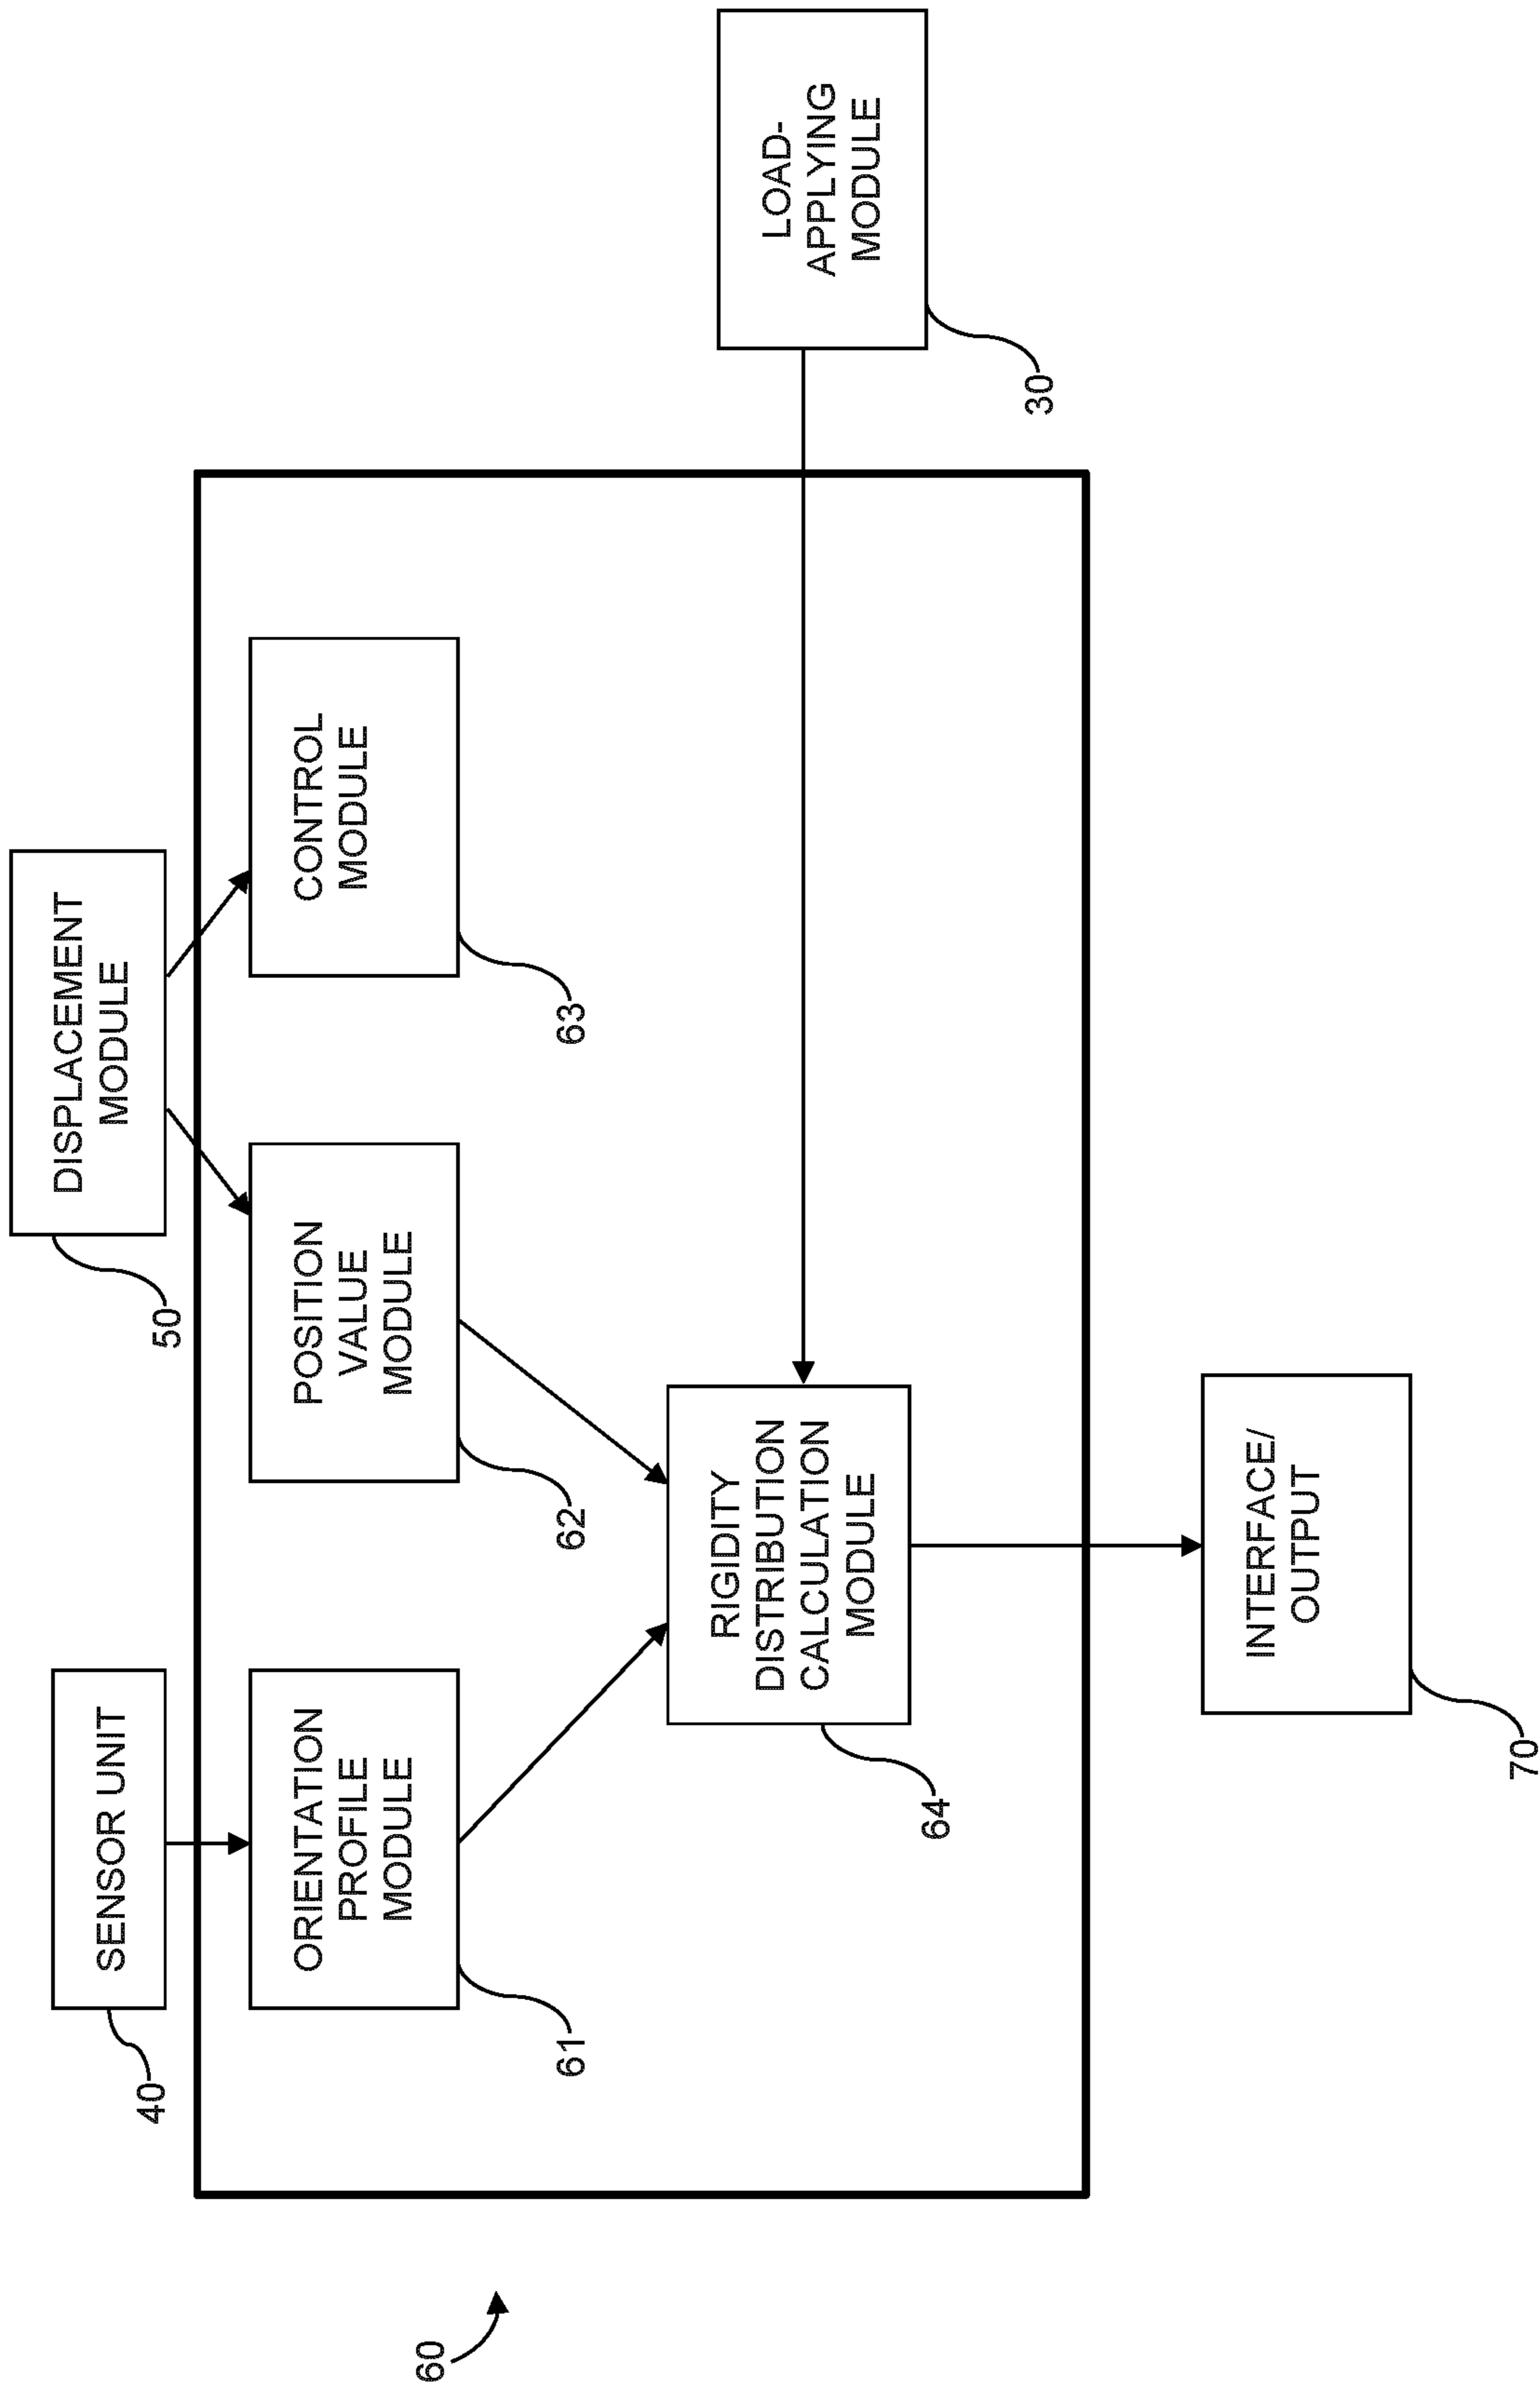 SENSOR UNIT
40
DISPLACEMENT
MODULE
50
60
ORIENTATION
PROFILE
MODULE
61
POSITION
VALUE
MODULE
62
CONTROL
MODULE
63
RIGIDITY
DISTRIBUTION
CALCULATION
MODULE
64
LOAD-
APPLYING
MODULE
30
INTERFACE/
OUTPUT
70